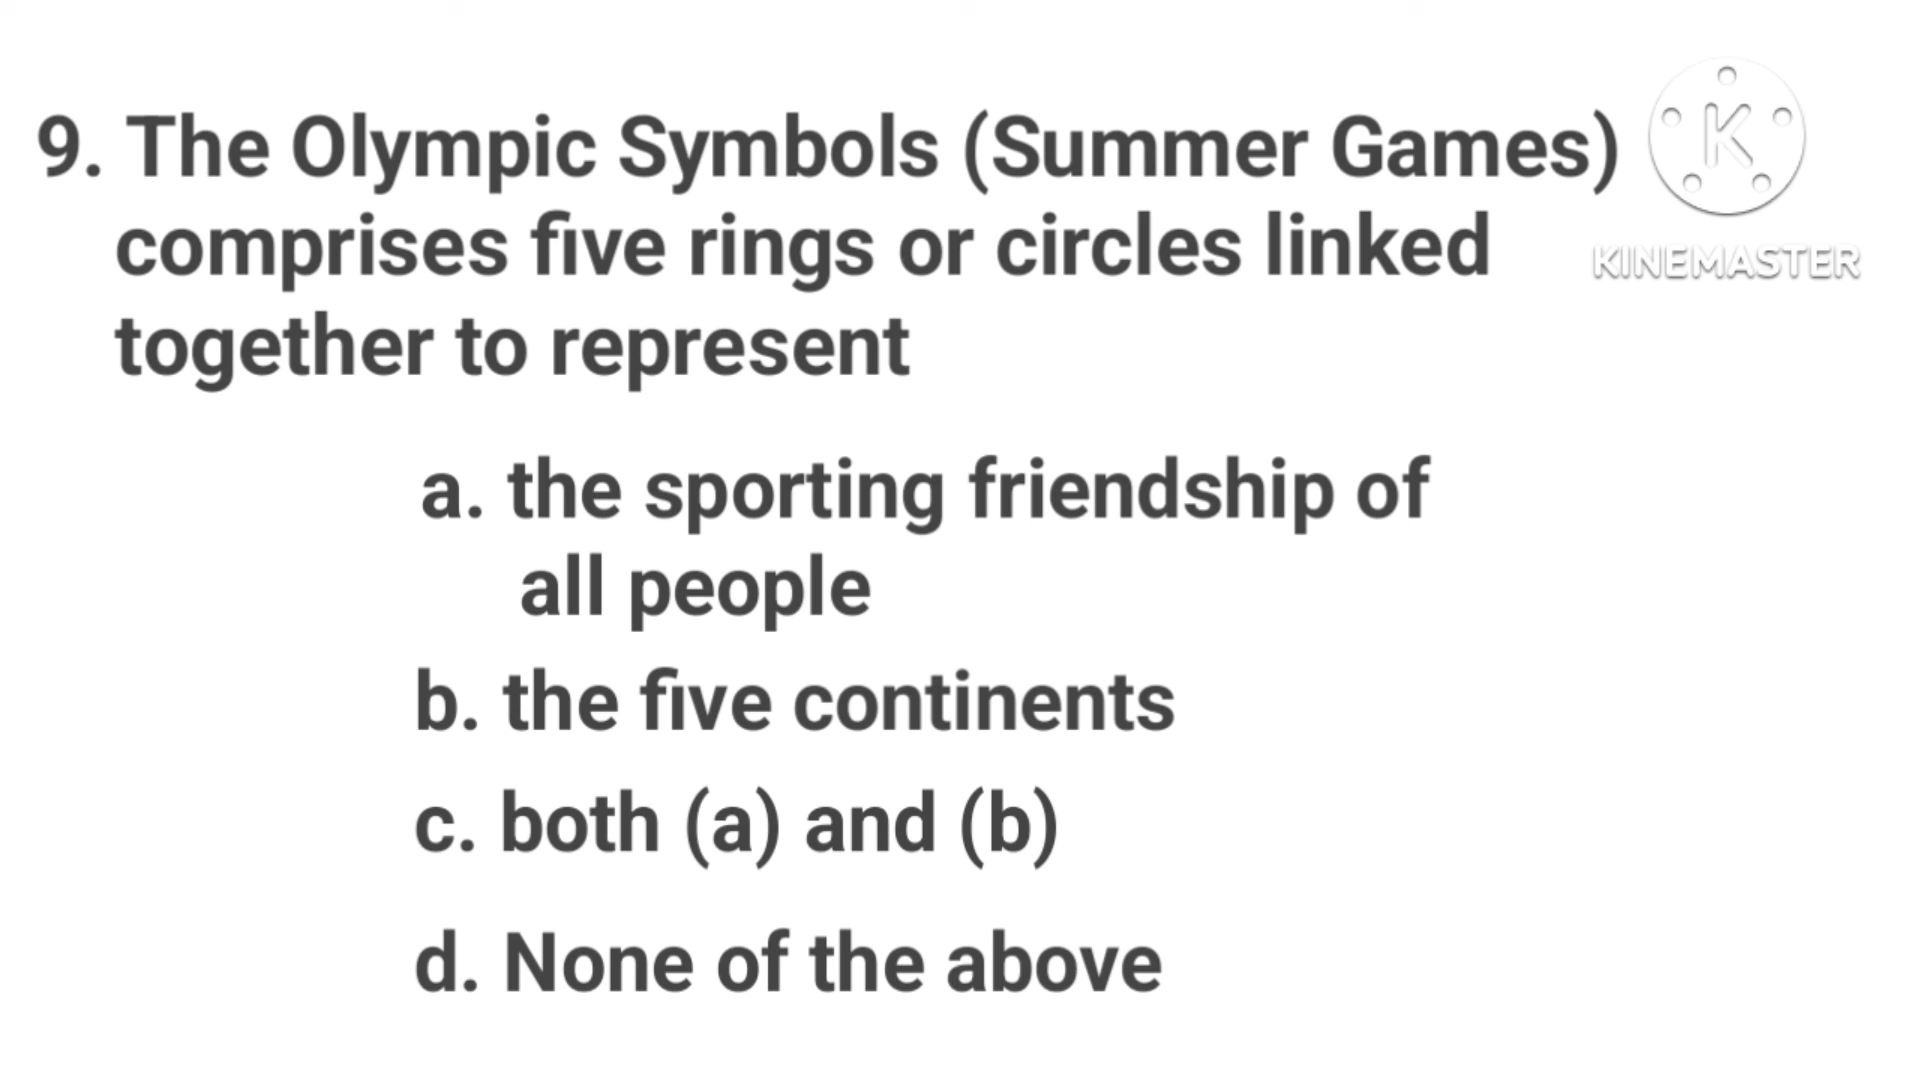 9. The Olympic Symbols (Summer Games)
comprises five rings or circles linked
together to represent
a. the sporting friendship of
all people
b. the five continents
c. both (a) and (b)
d. None of the above
K
KINEMASTER